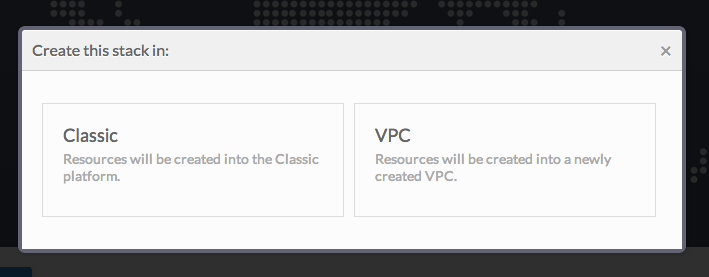 Create this stack in:
×
Classic
Resources will be created into the Classic
platform.
VPC
Resources will be created into a newly
created VPC.